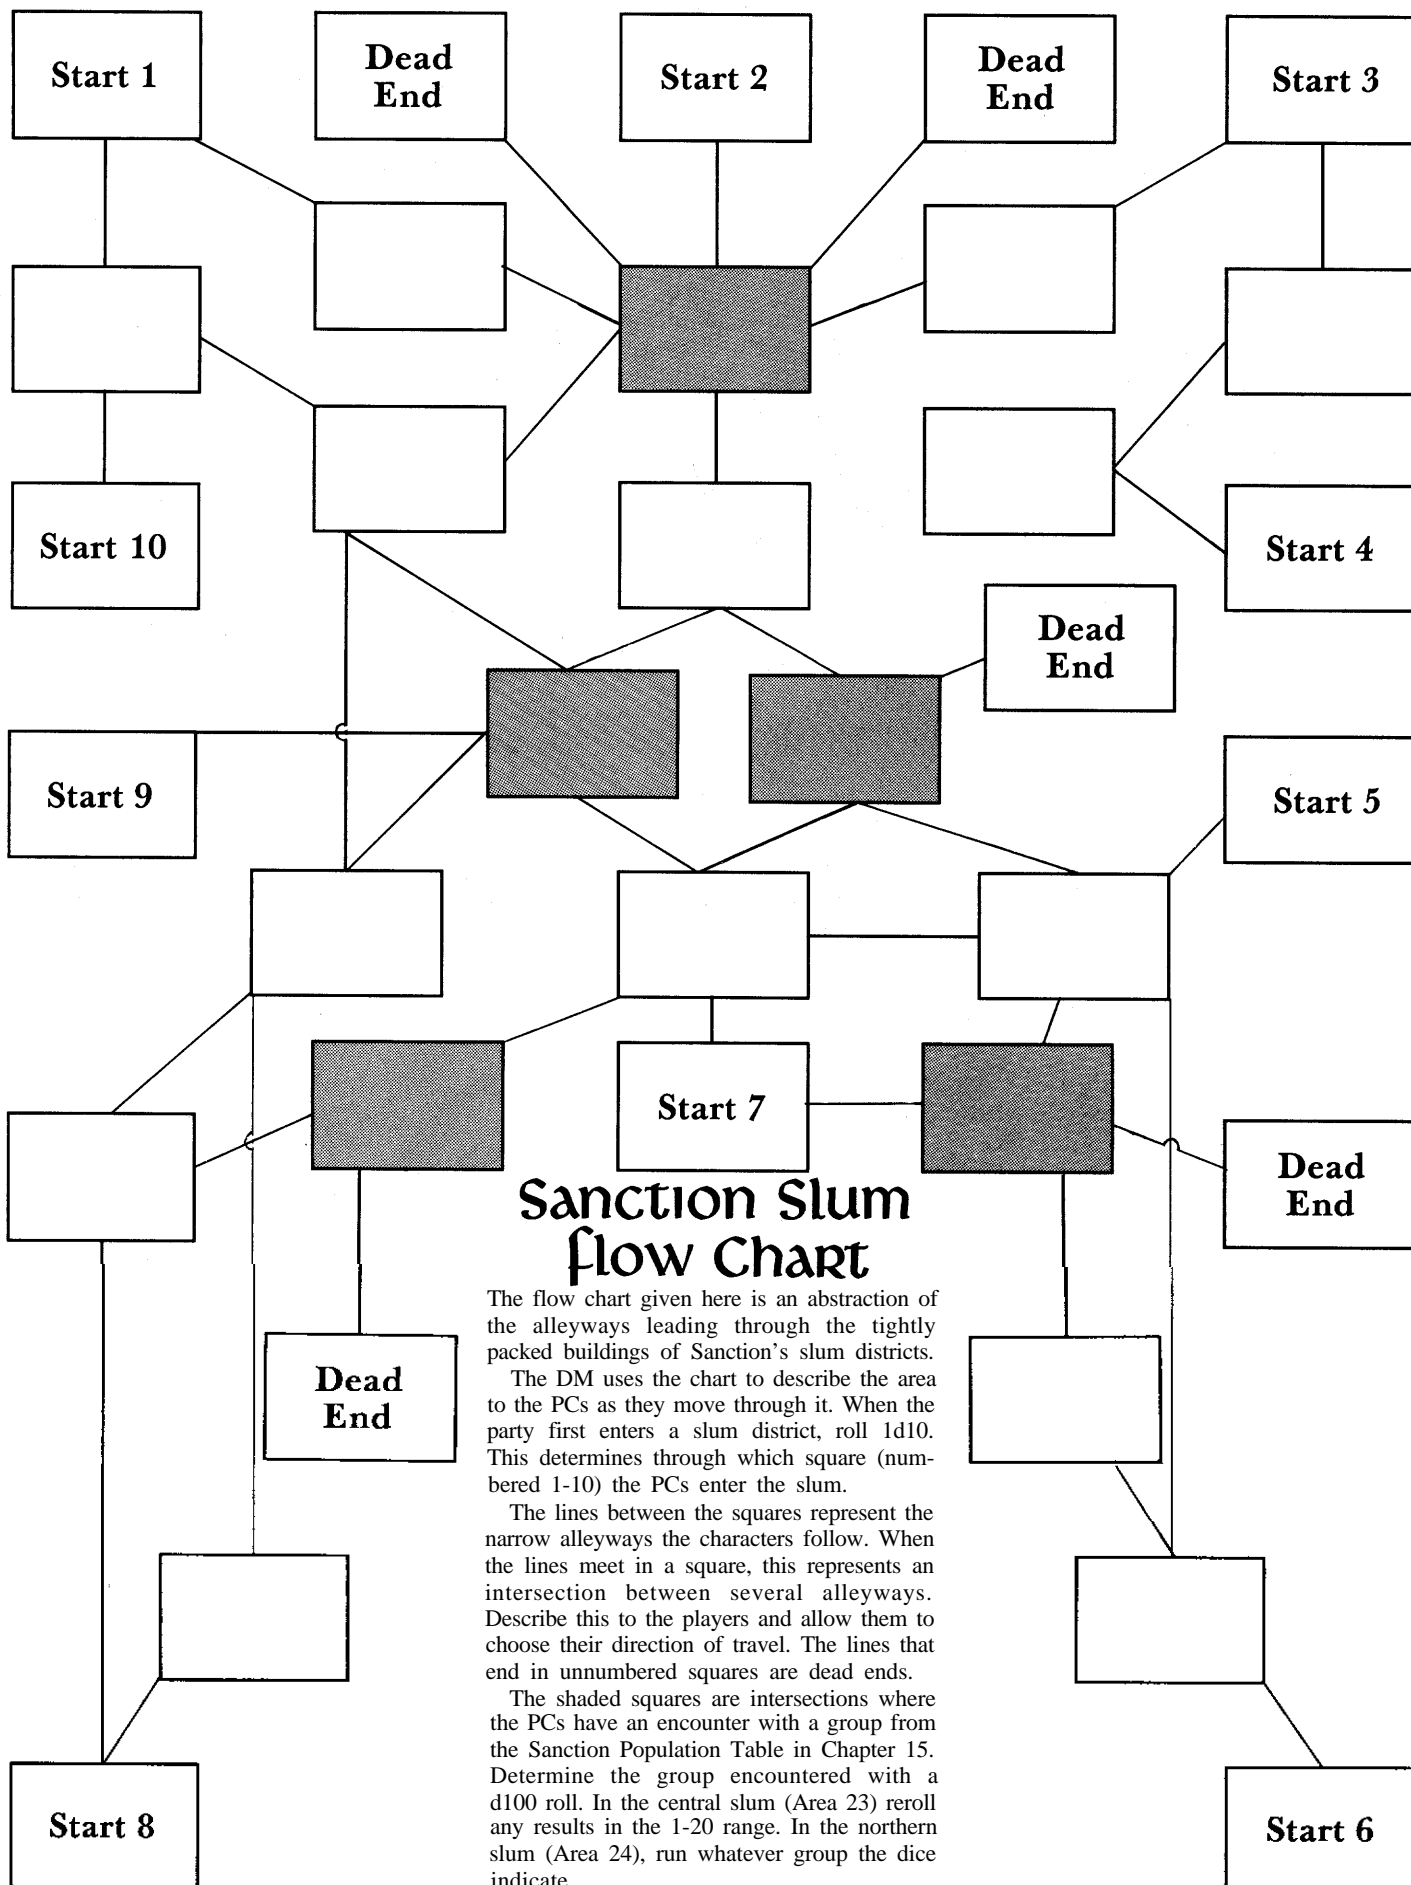 Start 1
Dead
End
Start 2
Dead
End
Start 3
Start 10
Start 4
Dead
End
Start 9
Start 5
Start 7
Dead
End
Dead
End
Start 8
Start 6
Sanction Slum
flow Chart
The flow chart given here is an abstraction of
the alleyways leading through the tightly
packed buildings of Sanction's slum districts.
The DM uses the chart to describe the area
to the PCs as they move through it. When the
party first enters a slum district, roll 1d10.
This determines through which square (num-
bered 1-10) the PCs enter the slum.
The lines between the squares represent the
narrow alleyways the characters follow. When
the lines meet in a square, this represents an
intersection between several alleyways.
Describe this to the players and allow them to
choose their direction of travel. The lines that
end in unnumbered squares are dead ends.
The shaded squares are intersections where
the PCs have an encounter with a group from
the Sanction Population Table in Chapter 15.
Determine the group encountered with a
d100 roll. In the central slum (Area 23) reroll
any results in the 1-20 range. In the northern
slum (Area 24), run whatever group the dice
indicate